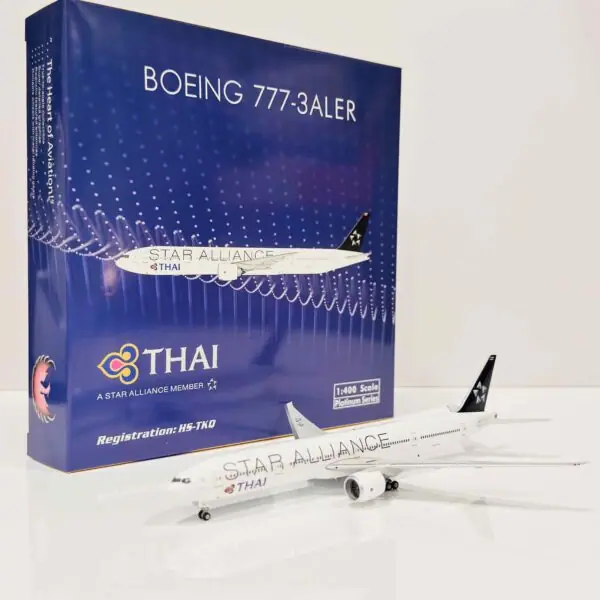 BOEING 777-3ALER
"...The Heart of Aviation"
STAR ALLIANCE
THAI
THAI
A STAR ALLIANCE MEMBER
1:400 Scale
Platinum Series
Registration: HS-TKQ
STAR ALLIANCE
THAI